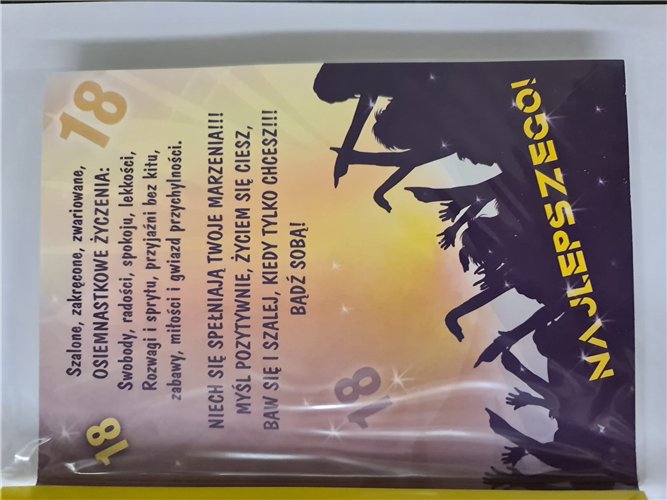 18
Szalone, zakręcone, zwariowane,
OSIEMNASTKOWE ŻYCZENIA:
Swobody, radości, spokoju, lekkości,
Rozwagi i sprytu, przyjaźni bez kitu,
zabawy, miłości i gwiazd przychylności.
18
NIECH SIĘ SPEŁNIAJĄ TWOJE MARZENIA!!!
MYŚL POZYTYWNIE, ŻYCIEM SIĘ CIESZ,
BAW SIĘ I SZALEJ, KIEDY TYLKO CHCESZ!!!
BĄDŹ SOBĄ!
18
NAJLEPSZEGO!